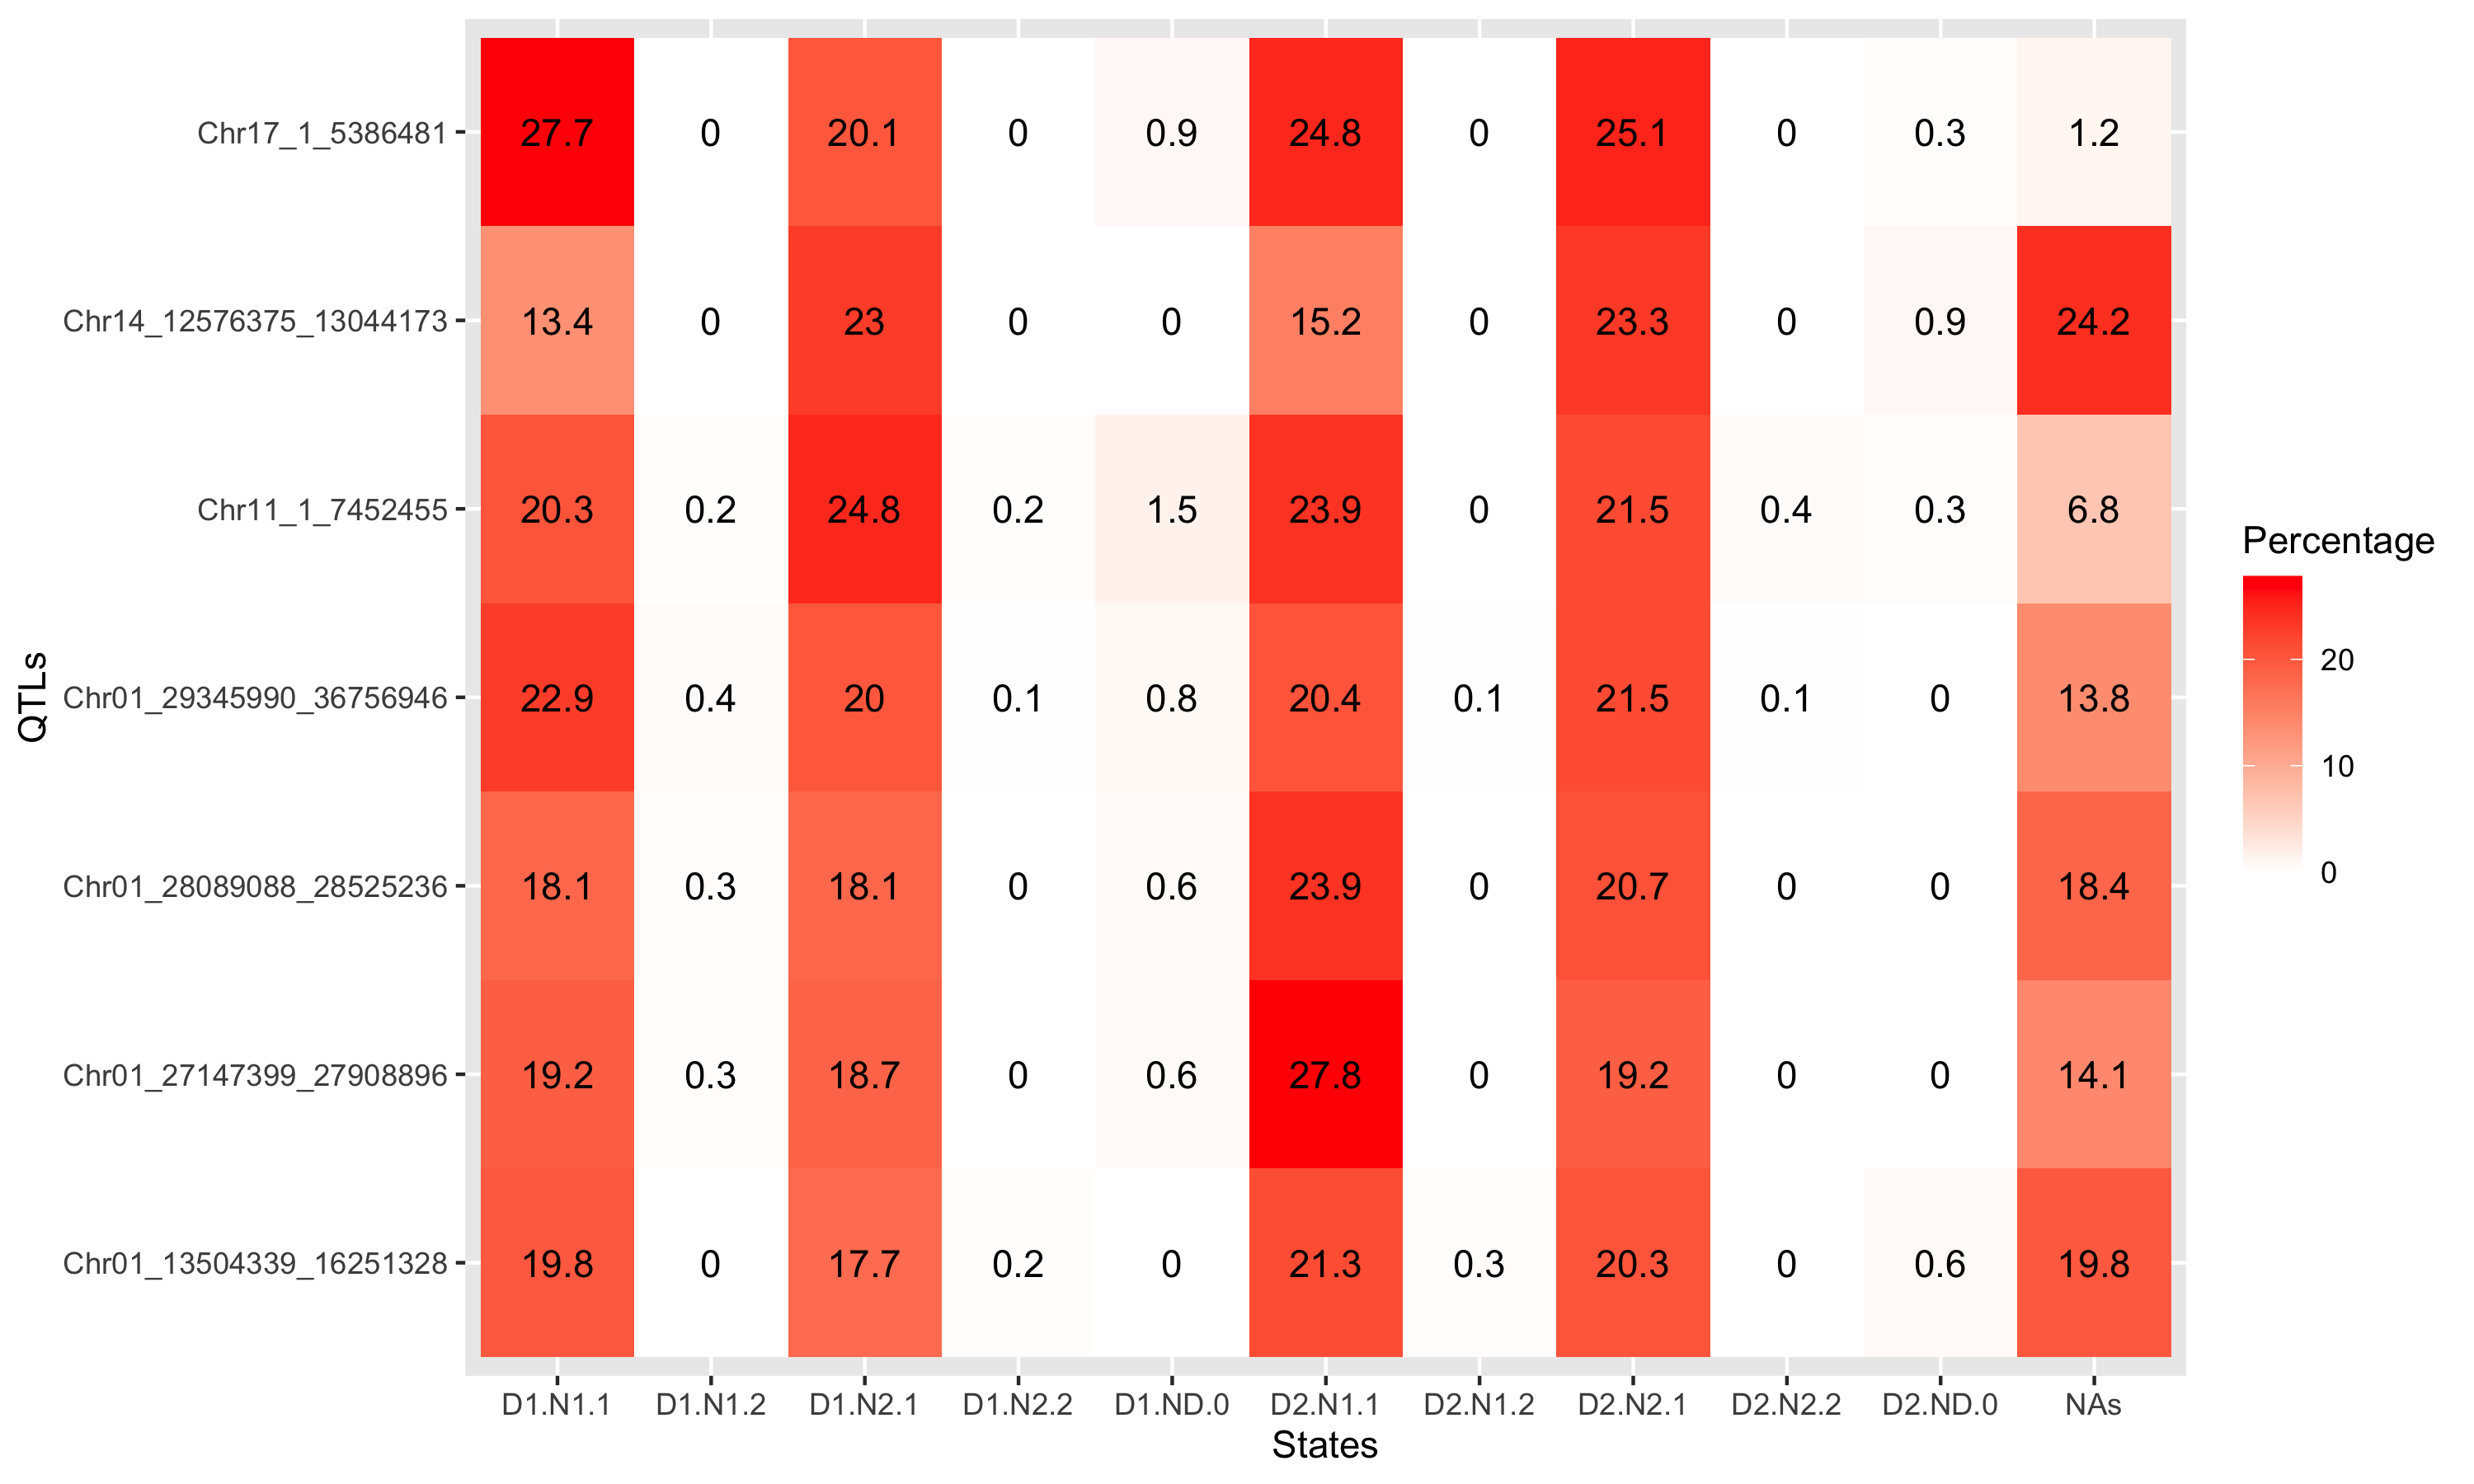 Chr17_1_5386481 27.7 0 20.1 0 0.9 24.8 0 25.1 0 0.3 1.2
Chr14_12576375_13044173 13.4 0 23 0 0 15.2 0 23.3 0 0.9 24.2
Chr11_1_7452455 20.3 0.2 24.8 0.2 1.5 23.9 0 21.5 0.4 0.3 6.8
Chr01_29345990_36756946 22.9 0.4 20 0.1 0.8 20.4 0.1 21.5 0.1 0 13.8
Chr01_28089088_28525236 18.1 0.3 18.1 0 0.6 23.9 0 20.7 0 0 18.4
Chr01_27147399_27908896 19.2 0.3 18.7 0 0.6 27.8 0 19.2 0 0 14.1
Chr01_13504339_16251328 19.8 0 17.7 0.2 0 21.3 0.3 20.3 0 0.6 19.8
D1.N1.1 D1.N1.2 D1.N2.1 D1.N2.2 D1.ND.0 D2.N1.1 D2.N1.2 D2.N2.1 D2.N2.2 D2.ND.0 NAs
States
QTLs
Percentage
20
10
0